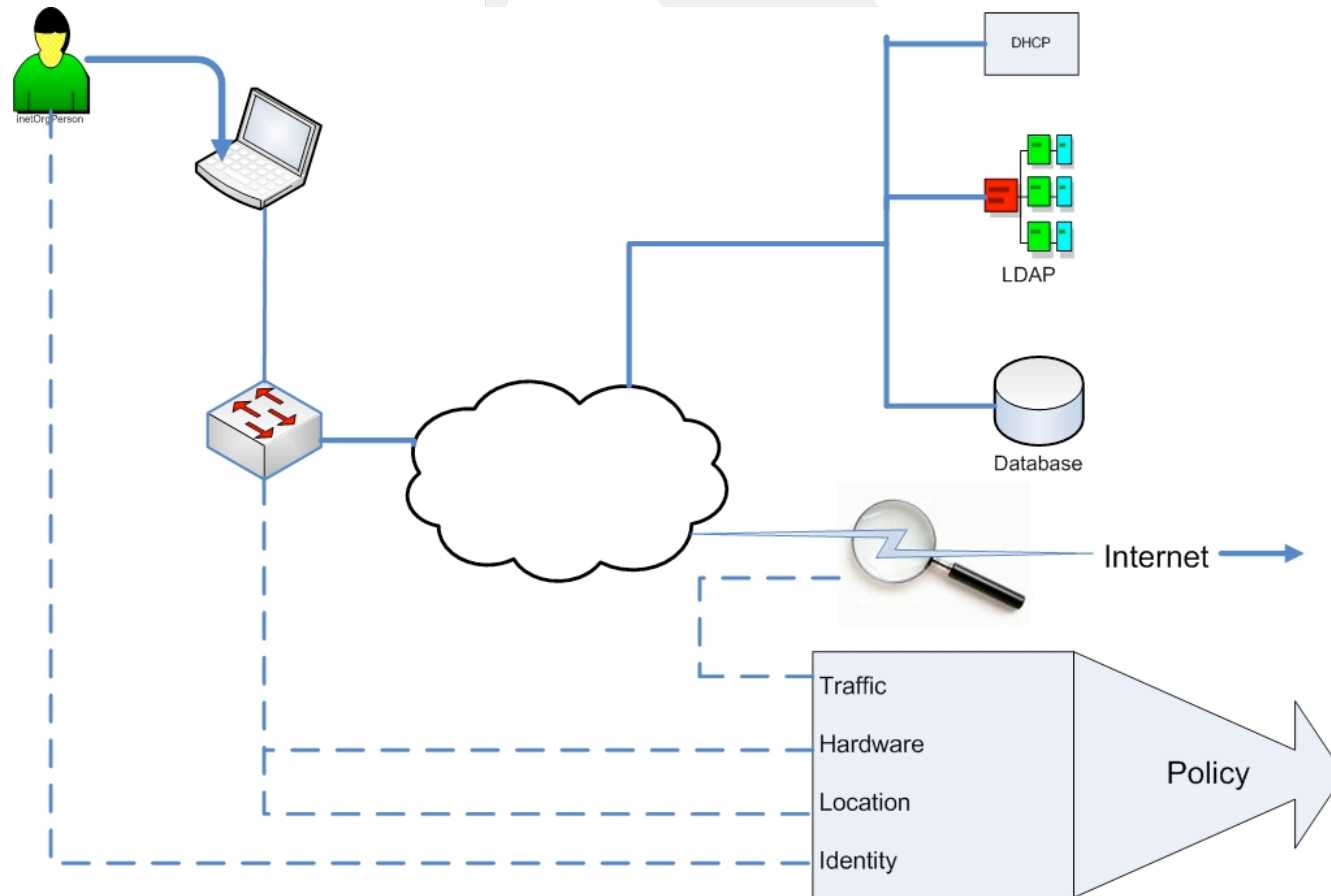 inetOrgPerson
DHCP
LDAP
Database
Internet
Traffic
Hardware
Location
Identity
Policy